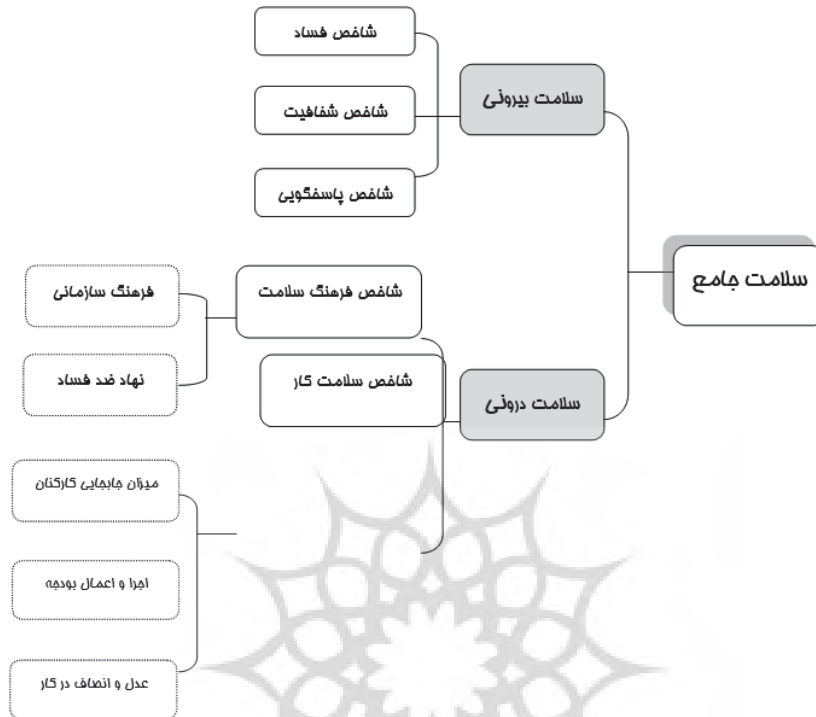 شاخص فساد
سلامت بیرونی
شاخص شفافیت
شاخص پاسخگویی
سلامت جامع
شاخص فرهنگ سلامت
فرهنگ سازمانی
نهاد ضد فساد
شاخص سلامت کار
سلامت درونی
میزان جابجایی کارکنان
اجرا و اعمال بودجه
عدل و انصاف در کار